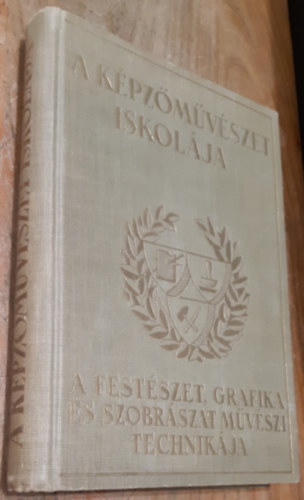 A KÉPZŐMŰVÉSZET
ISKOLÁJA
A FESTÉSZET, GRAFIKA
ÉS SZOBRÁSZAT MŰVÉSZI
TECHNIKÁJA
A KÉPZŐMŰVÉSZET ISKOLÁJA